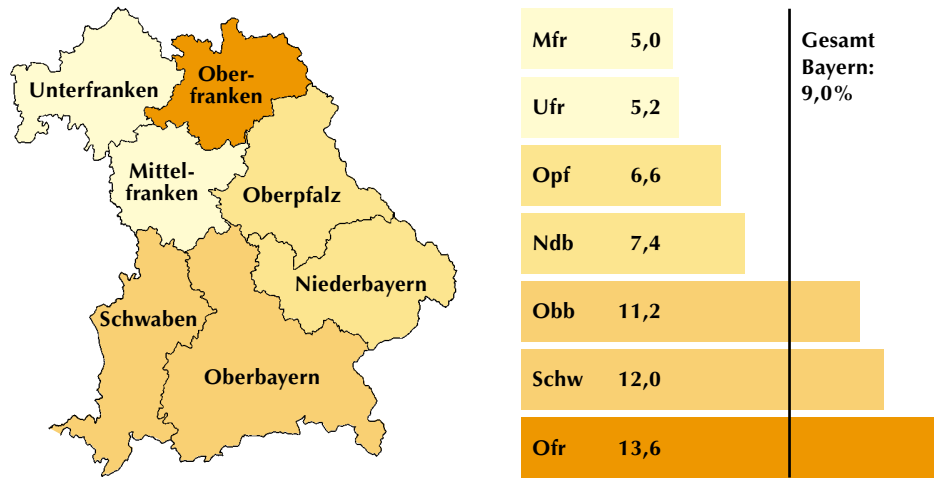 Unterfranken
Ober-
franken
Mittel-
franken
Oberpfalz
Niederbayern
Schwaben
Oberbayern
Mfr 5,0
Ufr 5,2
Opf 6,6
Ndb 7,4
Obb 11,2
Schw 12,0
Ofr 13,6
Gesamt
Bayern:
9,0%